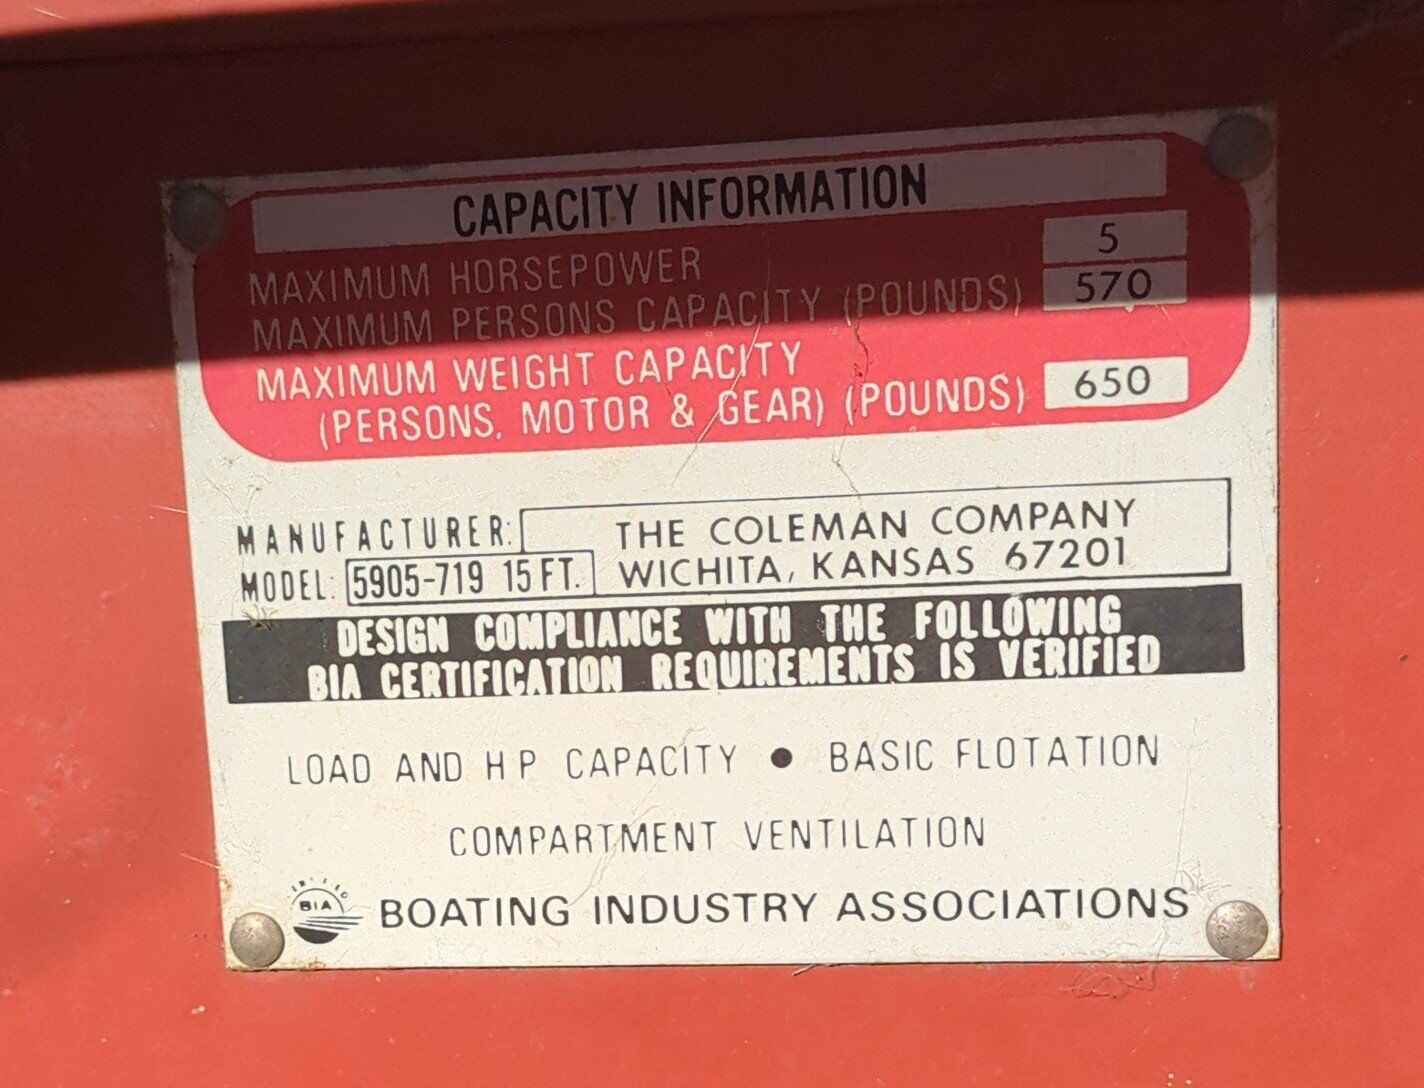 CAPACITY INFORMATION
MAXIMUM HORSEPOWER 5
MAXIMUM PERSONS CAPACITY (POUNDS) 570
MAXIMUM WEIGHT CAPACITY
(PERSONS, MOTOR & GEAR) (POUNDS) 650
MANUFACTURER: THE COLEMAN COMPANY
MODEL: 5905-719 15 FT. WICHITA, KANSAS 67201
DESIGN COMPLIANCE WITH THE FOLLOWING
BIA CERTIFICATION REQUIREMENTS IS VERIFIED
LOAD AND H P CAPACITY • BASIC FLOTATION
COMPARTMENT VENTILATION
BIA BOATING INDUSTRY ASSOCIATIONS